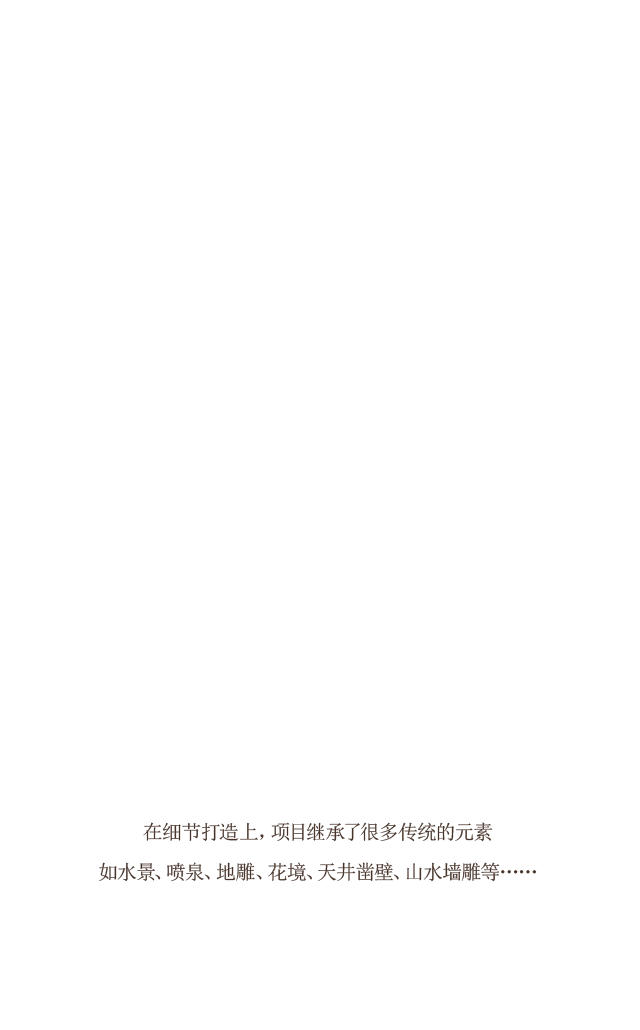 在细节打造上，项目继承了很多传统的元素
如水景、喷泉、地雕、花境、天井凿壁、山水墙雕等······